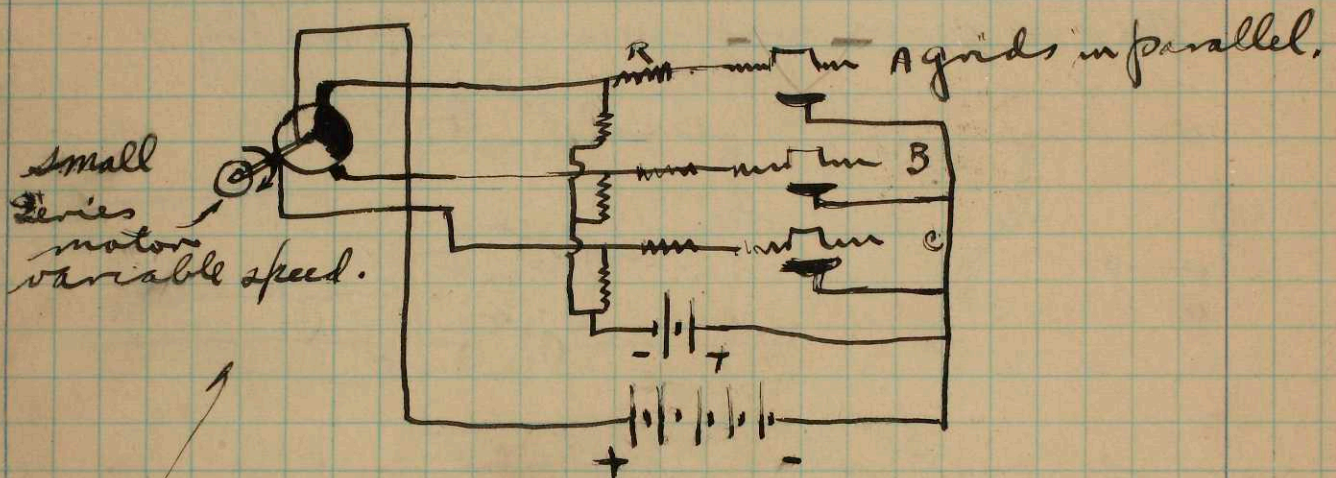 R
A grids in parallel.
small
series
motor
variable speed.
B
C
- +
+ -